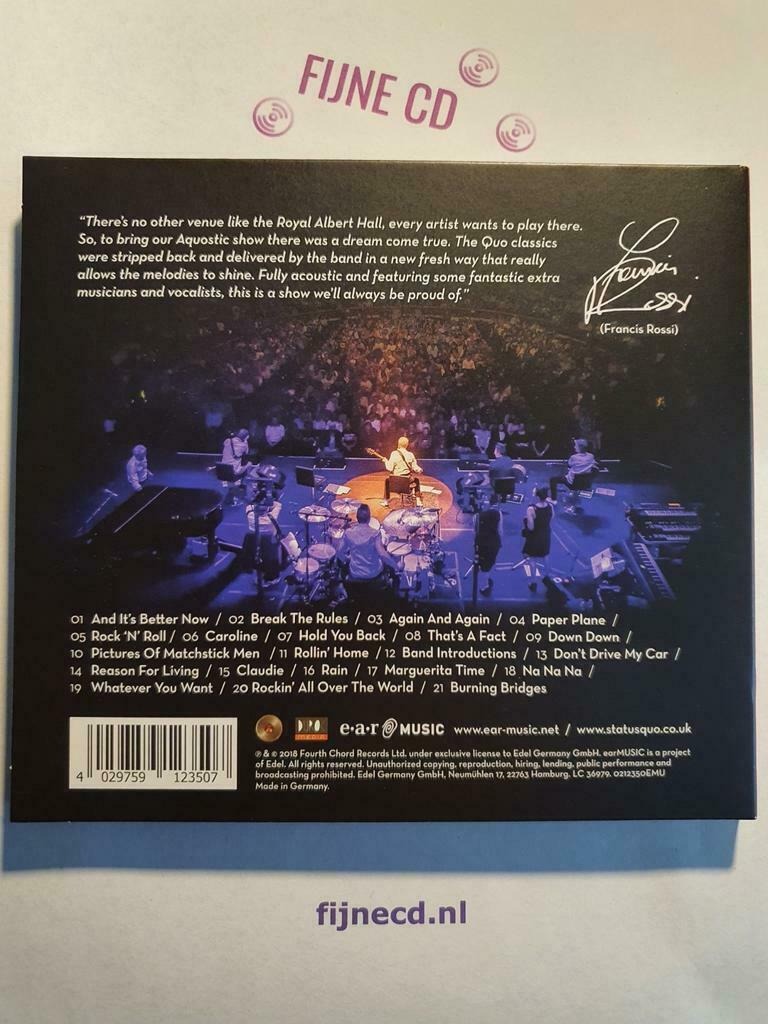 FIJNE CD
"There's no other venue like the Royal Albert Hall, every artist wants to play there.
So, to bring our Aquostic show there was a dream come true. The Quo classics
were stripped back and delivered by the band in a new fresh way that really
allows the melodies to shine. Fully acoustic and featuring some fantastic extra
musicians and vocalists, this is a show we'll always be proud of."
Francis Rossi
(Francis Rossi)
01 And It's Better Now / 02 Break The Rules / 03 Again And Again / 04 Paper Plane /
05 Rock 'N' Roll / 06 Caroline / 07 Hold You Back / 08 That's A Fact / 09 Down Down /
10 Pictures Of Matchstick Men / 11 Rollin' Home / 12 Band Introductions / 13 Don't Drive My Car /
14 Reason For Living / 15 Claudie / 16 Rain / 17 Marguerita Time / 18 Na Na Na /
19 Whatever You Want / 20 Rockin' All Over The World / 21 Burning Bridges
e·a·r MUSIC www.ear-music.net / www.statusquo.co.uk
℗ & © 2018 Fourth Chord Records Ltd. under exclusive license to Edel Germany GmbH. earMUSIC is a project
of Edel. All rights reserved. Unauthorized copying, reproduction, hiring, lending, public performance and
broadcasting prohibited. Edel Germany GmbH, Neumühlen 17, 22763 Hamburg. LC 36979. 0212350EMU
Made in Germany.
4 029759 123507
fijnecd.nl